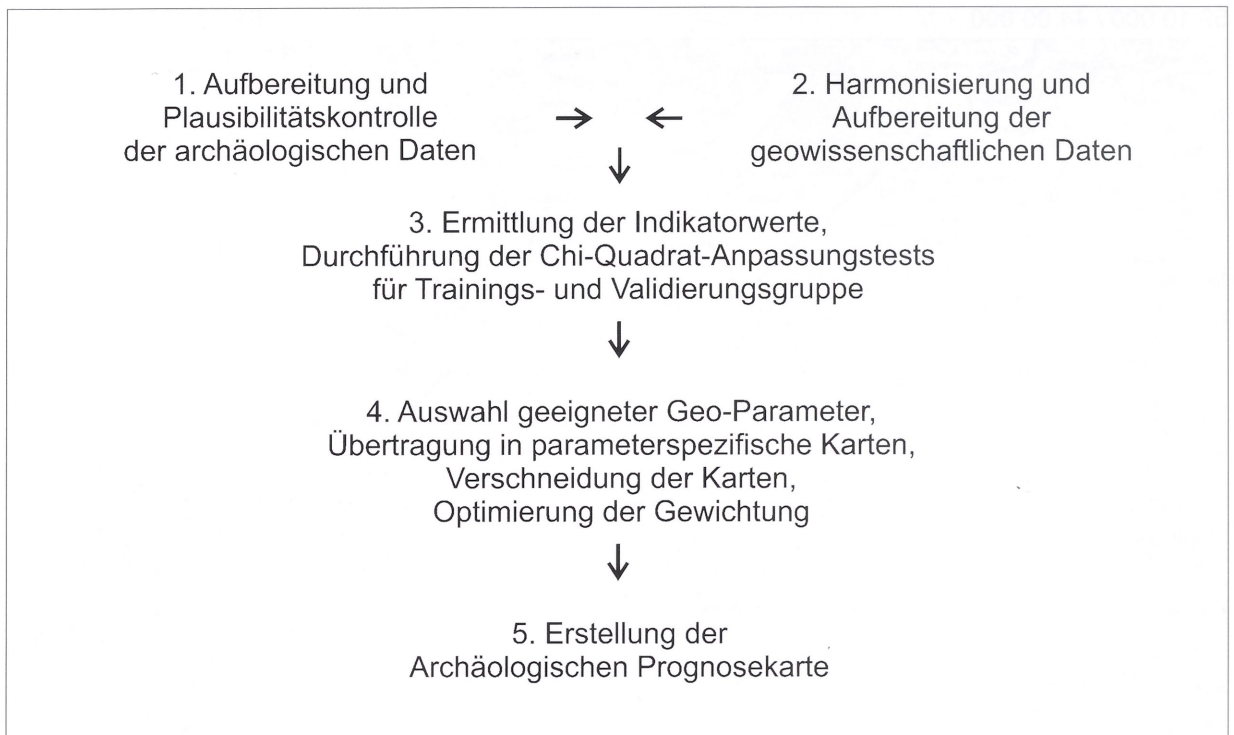 1. Aufbereitung und
Plausibilitätskontrolle
der archäologischen Daten
2. Harmonisierung und
Aufbereitung der
geowissenschaftlichen Daten
3. Ermittlung der Indikatorwerte,
Durchführung der Chi-Quadrat-Anpassungstests
für Trainings- und Validierungsgruppe
4. Auswahl geeigneter Geo-Parameter,
Übertragung in parameterspezifische Karten,
Verschneidung der Karten,
Optimierung der Gewichtung
5. Erstellung der
Archäologischen Prognosekarte